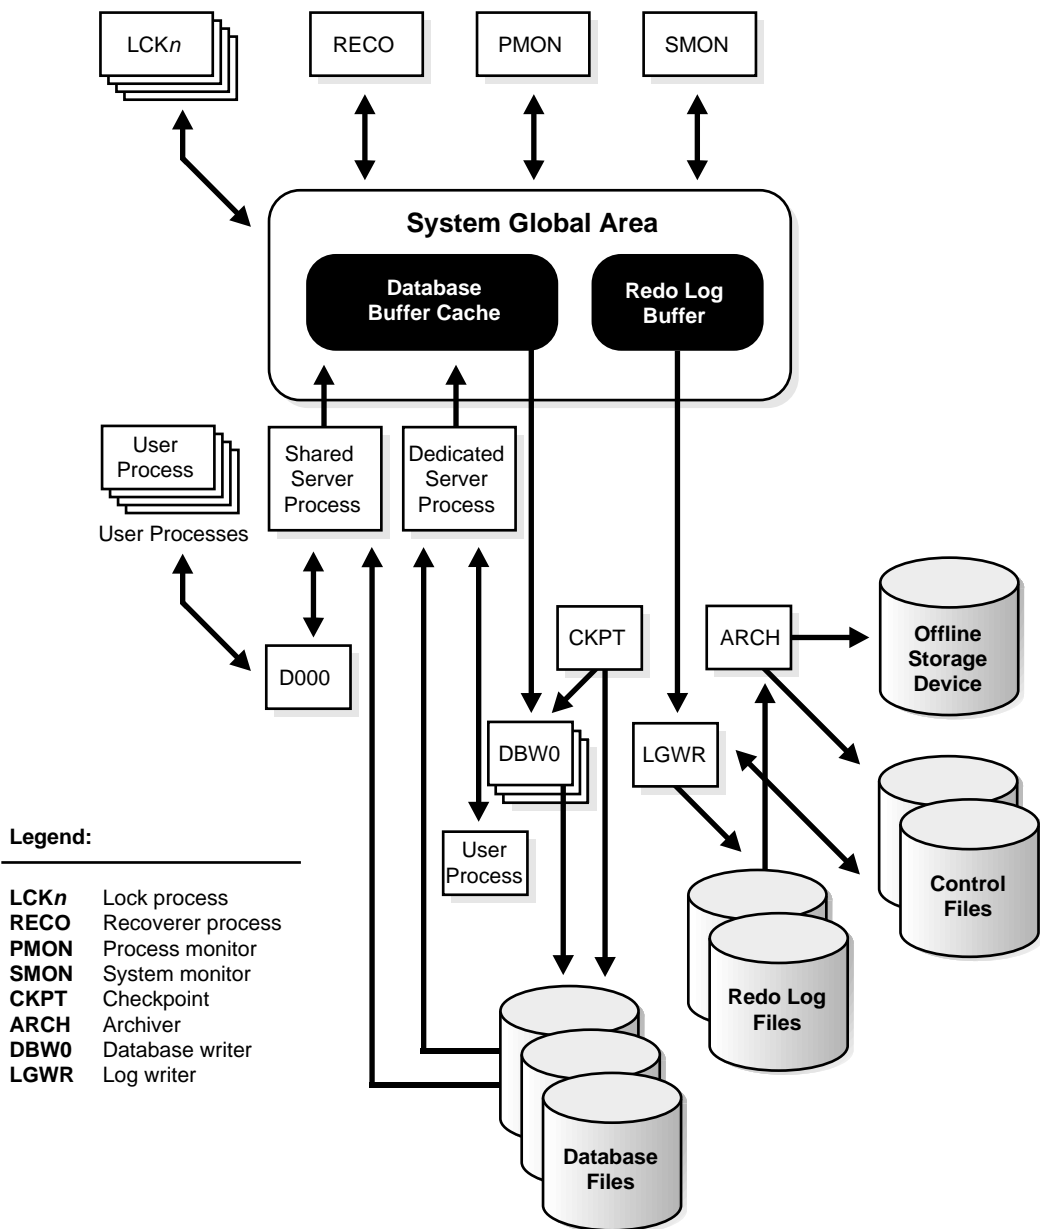 LCKn
RECO
PMON
SMON
System Global Area
Database
Buffer Cache
Redo Log
Buffer
User
Process
User Processes
Shared
Server
Process
Dedicated
Server
Process
D000
CKPT
ARCH
Offline
Storage
Device
DBW0
LGWR
User
Process
Control
Files
Redo Log
Files
Database
Files
Legend:
LCKn Lock process
RECO Recoverer process
PMON Process monitor
SMON System monitor
CKPT Checkpoint
ARCH Archiver
DBW0 Database writer
LGWR Log writer